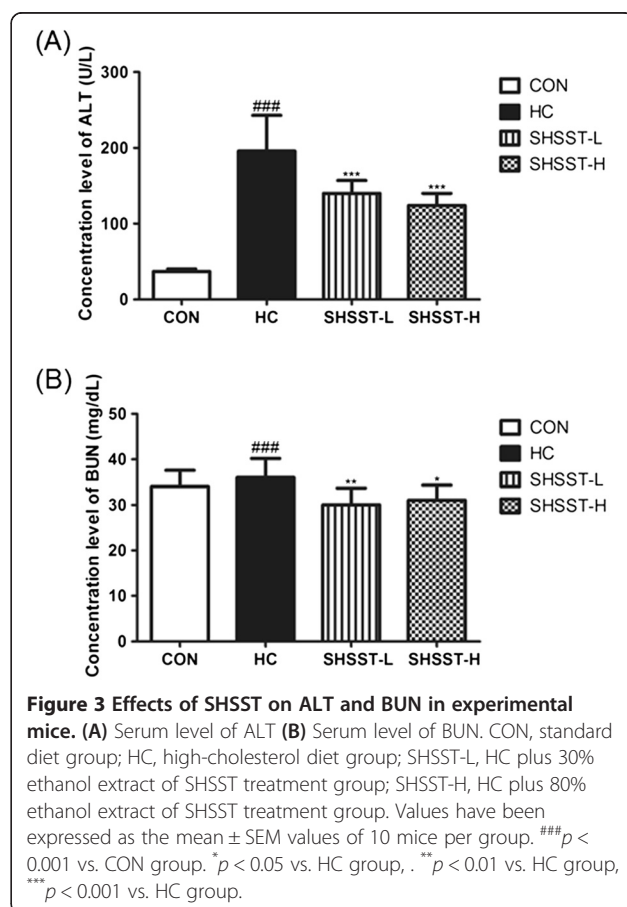 (A)
Concentration level of ALT (U/L)
300
200
100
0
###
***
***
CON
HC
SHSST-L
SHSST-H
CON
HC
SHSST-L
SHSST-H
(B)
Concentration level of BUN (mg/dL)
50
40
30
20
10
0
###
**
*
CON
HC
SHSST-L
SHSST-H
CON
HC
SHSST-L
SHSST-H
Figure 3 Effects of SHSST on ALT and BUN in experimental
mice. (A) Serum level of ALT (B) Serum level of BUN. CON, standard
diet group; HC, high-cholesterol diet group; SHSST-L, HC plus 30%
ethanol extract of SHSST treatment group; SHSST-H, HC plus 80%
ethanol extract of SHSST treatment group. Values have been
expressed as the mean ± SEM values of 10 mice per group. ###p <
0.001 vs. CON group. *p < 0.05 vs. HC group, . **p < 0.01 vs. HC group,
***p < 0.001 vs. HC group.